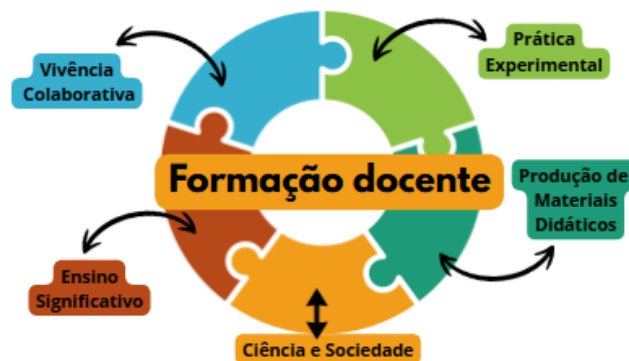 Vivência
Colaborativa
Prática
Experimental
Formação docente
Produção de
Materiais
Didáticos
Ensino
Significativo
Ciência e Sociedade